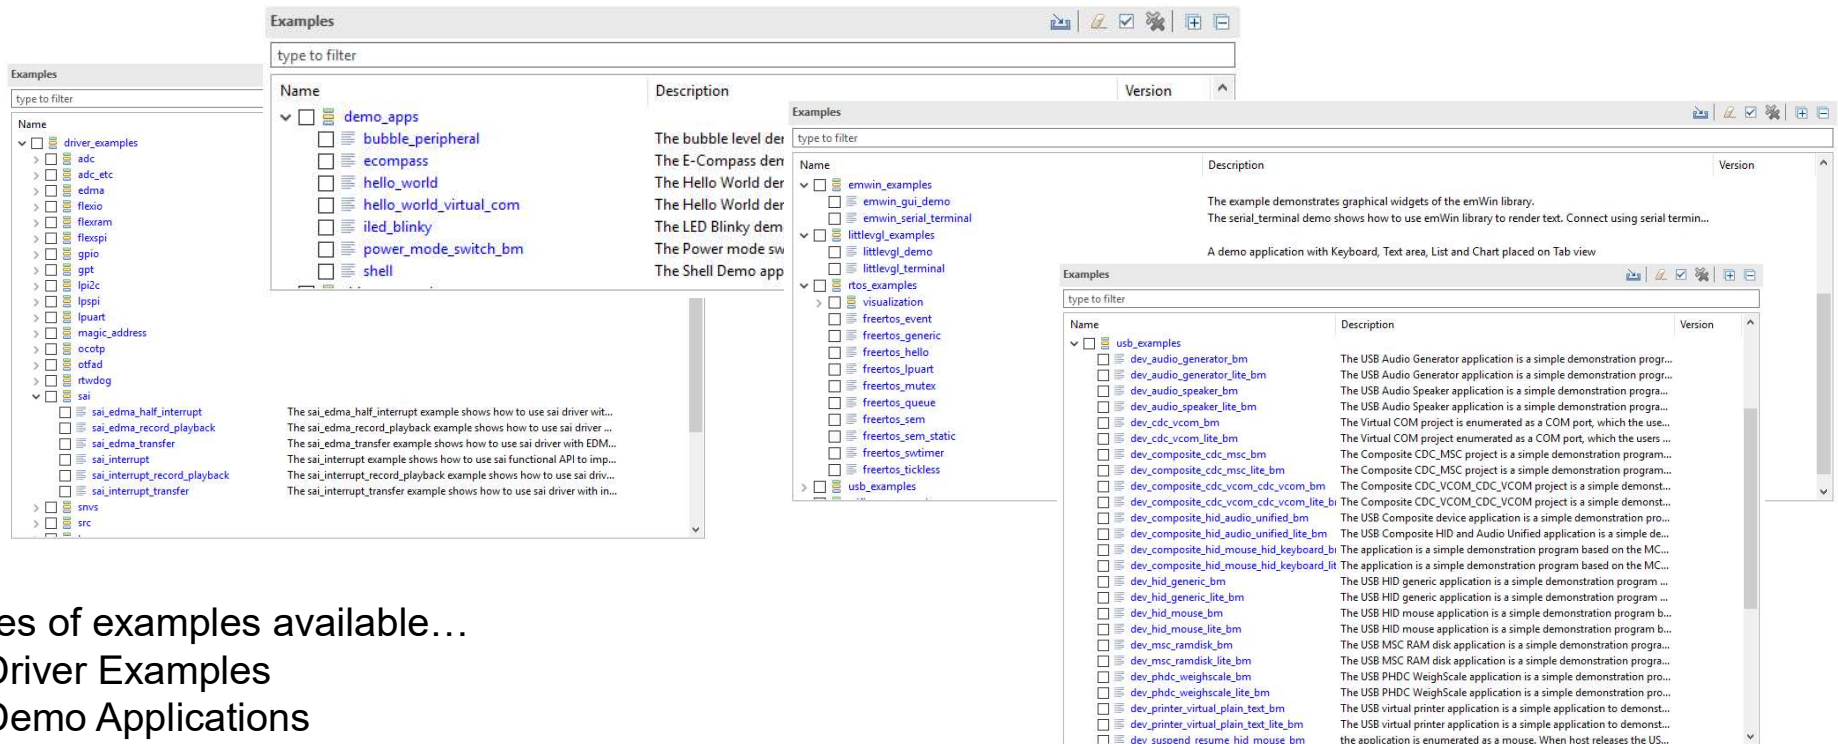 Examples
type to filter
Name
driver_examples
adc
adc_etc
edma
flexio
flexram
flexspi
gpio
gpt
lpi2c
lpspi
lpuart
magic_address
ocotp
otfad
rtwdog
sai
sai_edma_half_interrupt The sai_edma_half_interrupt example shows how to use sai driver wit...
sai_edma_record_playback The sai_edma_record_playback example shows how to use sai driver ...
sai_edma_transfer The sai_edma_transfer example shows how to use sai driver with EDM...
sai_interrupt The sai_interrupt example shows how to use sai functional API to imp...
sai_interrupt_record_playback The sai_interrupt_record_playback example shows how to use sai driv...
sai_interrupt_transfer The sai_interrupt_transfer example shows how to use sai driver with in...
snvs
src
Examples
type to filter
Name Description Version
demo_apps
bubble_peripheral The bubble level der
ecompass The E-Compass dem
hello_world The Hello World der
hello_world_virtual_com The Hello World der
iled_blinky The LED Blinky dem
power_mode_switch_bm The Power mode sw
shell The Shell Demo app
Examples
type to filter
Name Description Version
emwin_examples
emwin_gui_demo The example demonstrates graphical widgets of the emWin library.
emwin_serial_terminal The serial_terminal demo shows how to use emWin library to render text. Connect using serial termin...
littlevgl_examples
littlevgl_demo A demo application with Keyboard, Text area, List and Chart placed on Tab view
littlevgl_terminal
rtos_examples
visualization
freertos_event
freertos_generic
freertos_hello
freertos_lpuart
freertos_mutex
freertos_queue
freertos_sem
freertos_sem_static
freertos_swtimer
freertos_tickless
usb_examples
Examples
type to filter
Name Description Version
usb_examples
dev_audio_generator_bm The USB Audio Generator application is a simple demonstration progr...
dev_audio_generator_lite_bm The USB Audio Generator application is a simple demonstration progr...
dev_audio_speaker_bm The USB Audio Speaker application is a simple demonstration progra...
dev_audio_speaker_lite_bm The USB Audio Speaker application is a simple demonstration progra...
dev_cdc_vcom_bm The Virtual COM project is enumerated as a COM port, which the use...
dev_cdc_vcom_lite_bm The Virtual COM project enumerated as a COM port, which the users ...
dev_composite_cdc_msc_bm The Composite CDC_MSC project is a simple demonstration program...
dev_composite_cdc_msc_lite_bm The Composite CDC_MSC project is a simple demonstration program...
dev_composite_cdc_vcom_cdc_vcom_bm The Composite CDC_VCOM_CDC_VCOM project is a simple demonst...
dev_composite_cdc_vcom_cdc_vcom_lite_b The Composite CDC_VCOM_CDC_VCOM project is a simple demonst...
dev_composite_hid_audio_unified_bm The USB Composite device application is a simple demonstration pro...
dev_composite_hid_audio_unified_lite_bm The USB Composite HID and Audio Unified application is a simple de...
dev_composite_hid_mouse_hid_keyboard_b The application is a simple demonstration program based on the MC...
dev_composite_hid_mouse_hid_keyboard_lit The application is a simple demonstration program based on the MC...
dev_hid_generic_bm The USB HID generic application is a simple demonstration program ...
dev_hid_generic_lite_bm The USB HID generic application is a simple demonstration program ...
dev_hid_mouse_bm The USB HID mouse application is a simple demonstration program b...
dev_hid_mouse_lite_bm The USB HID mouse application is a simple demonstration program b...
dev_msc_ramdisk_bm The USB MSC RAM disk application is a simple demonstration progra...
dev_msc_ramdisk_lite_bm The USB MSC RAM disk application is a simple demonstration progra...
dev_phdc_weighscale_bm The USB PHDC WeighScale application is a simple demonstration pro...
dev_phdc_weighscale_lite_bm The USB PHDC WeighScale application is a simple demonstration pro...
dev_printer_virtual_plain_text_bm The USB virtual printer application is a simple application to demonst...
dev_printer_virtual_plain_text_lite_bm The USB virtual printer application is a simple application to demonst...
dev_suspend_resume_hid_mouse_bm the application is enumerated as a mouse. When host releases the US...
es of examples available…
Driver Examples
Demo Applications